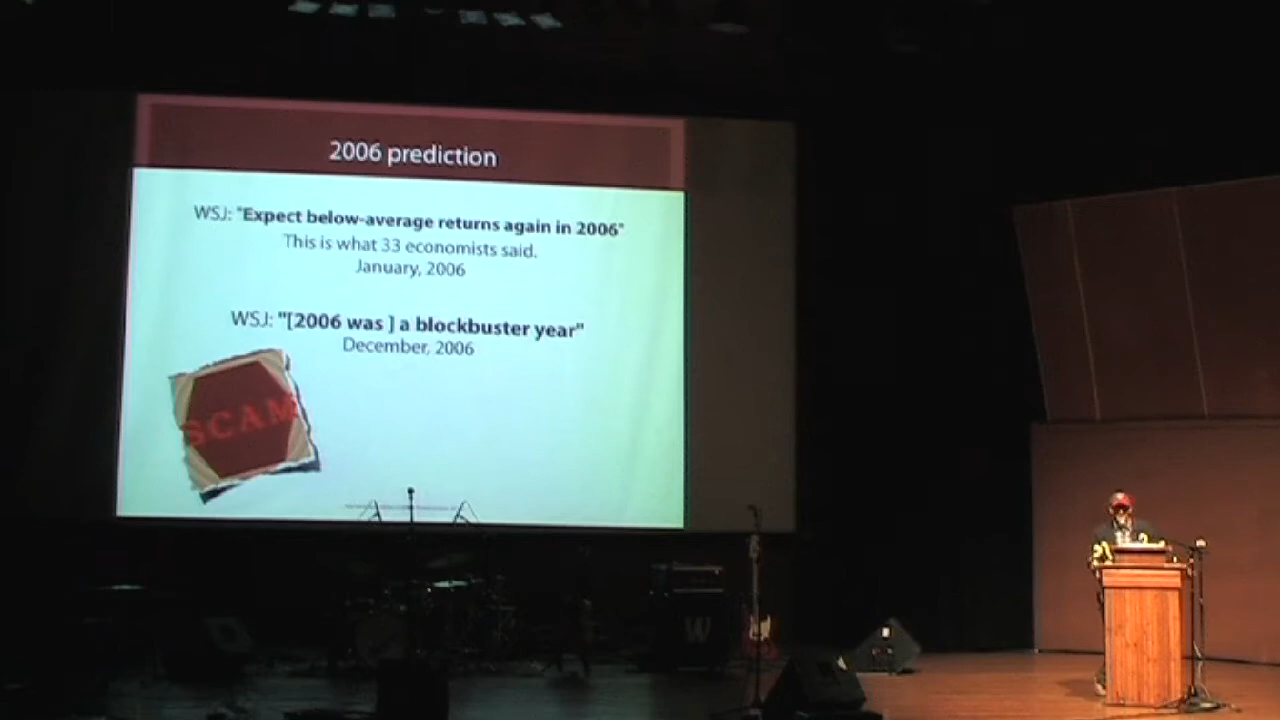 2006 prediction
WSJ: "Expect below-average returns again in 2006"
This is what 33 economists said.
January, 2006
WSJ: "[2006 was ] a blockbuster year"
December, 2006
SCAM
W